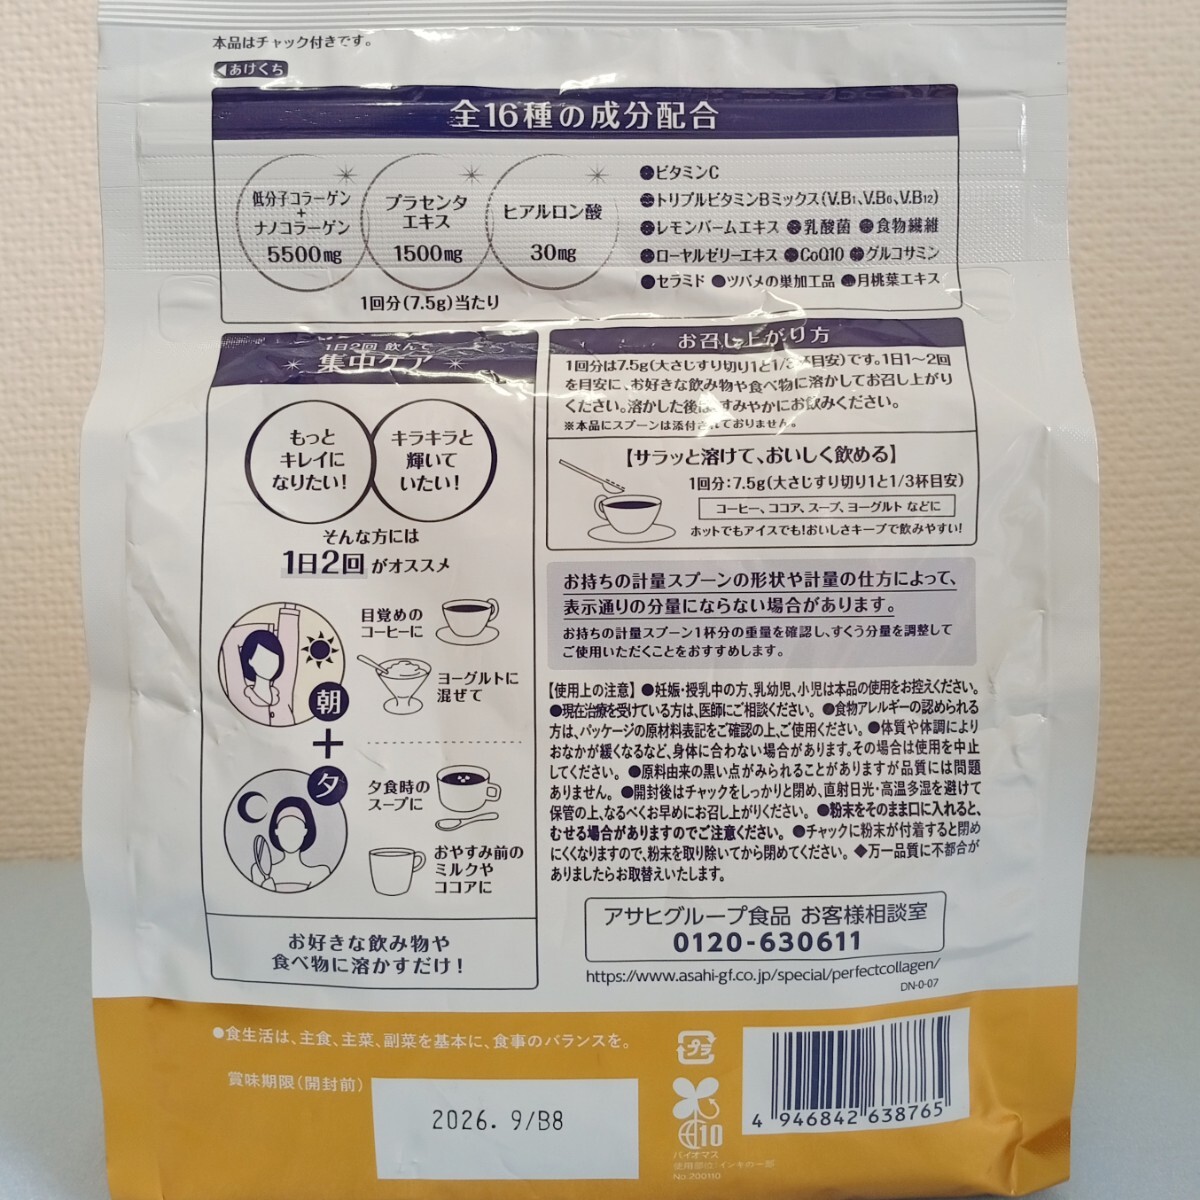 本品はチャック付きです。
◀あけくち
全16種の成分配合
低分子コラーゲン
+
ナノコラーゲン
5500mg
プラセンタ
エキス
1500mg
ヒアルロン酸
30mg
1回分(7.5g)当たり
●ビタミンC
●トリプルビタミンBミックス(V.B1、V.B6、V.B12)
●レモンバームエキス ●乳酸菌 ●食物繊維
●ローヤルゼリーエキス ●CoQ10 ●グルコサミン
●セラミド ●ツバメの巣加工品 ●月桃葉エキス
1日2回 飲んで
集中ケア
もっと
キレイに
なりたい!
キラキラと
輝いて
いたい!
そんな方には
1日2回がオススメ
朝
目覚めの
コーヒーに
ヨーグルトに
混ぜて
+
夕
夕食時の
スープに
おやすみ前の
ミルクや
ココアに
お好きな飲み物や
食べ物に溶かすだけ!
お召し上がり方
1回分は7.5g(大さじすり切り1と1/3杯目安)です。1日1〜2回
を目安に、お好きな飲み物や食べ物に溶かしてお召し上がり
ください。溶かした後は、すみやかにお飲みください。
※本品にスプーンは添付されておりません。
【サラッと溶けて、おいしく飲める】
1回分:7.5g(大さじすり切り1と1/3杯目安)
コーヒー、ココア、スープ、ヨーグルト などに
ホットでもアイスでも!おいしさキープで飲みやすい!
お持ちの計量スプーンの形状や計量の仕方によって、
表示通りの分量にならない場合があります。
お持ちの計量スプーン1杯分の重量を確認し、すくう分量を調整して
ご使用いただくことをおすすめします。
【使用上の注意】●妊娠・授乳中の方、乳幼児、小児は本品の使用をお控えください。
●現在治療を受けている方は、医師にご相談ください。●食物アレルギーの認められる
方は、パッケージの原材料表記をご確認の上、ご使用ください。●体質や体調により
おなかが緩くなるなど、身体に合わない場合があります。その場合は使用を中止
してください。●原料由来の黒い点がみられることがありますが品質には問題
ありません。●開封後はチャックをしっかりと閉め、直射日光・高温多湿を避けて
保管の上、なるべくお早めにお召し上がりください。●粉末をそのまま口に入れると、
むせる場合がありますのでご注意ください。●チャックに粉末が付着すると閉め
にくくなりますので、粉末を取り除いてから閉めてください。◆万一品質に不都合が
ありましたらお取替えいたします。
アサヒグループ食品 お客様相談室
0120-630611
https://www.asahi-gf.co.jp/special/perfectcollagen/
DN-0-07
●食生活は、主食、主菜、副菜を基本に、食事のバランスを。
賞味期限(開封前)
2026. 9/B8
プラ
10
バイオマス
使用部位:インキの一部
No.200110
4 946842 638765